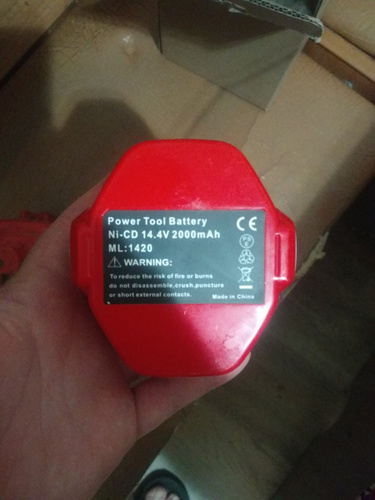 Power Tool Battery
Ni-CD 14.4V 2000mAh
ML:1420
WARNING:
To reduce the risk of fire or burns
do not disassemble,crush,puncture
or short external contacts.
Made in China
CE